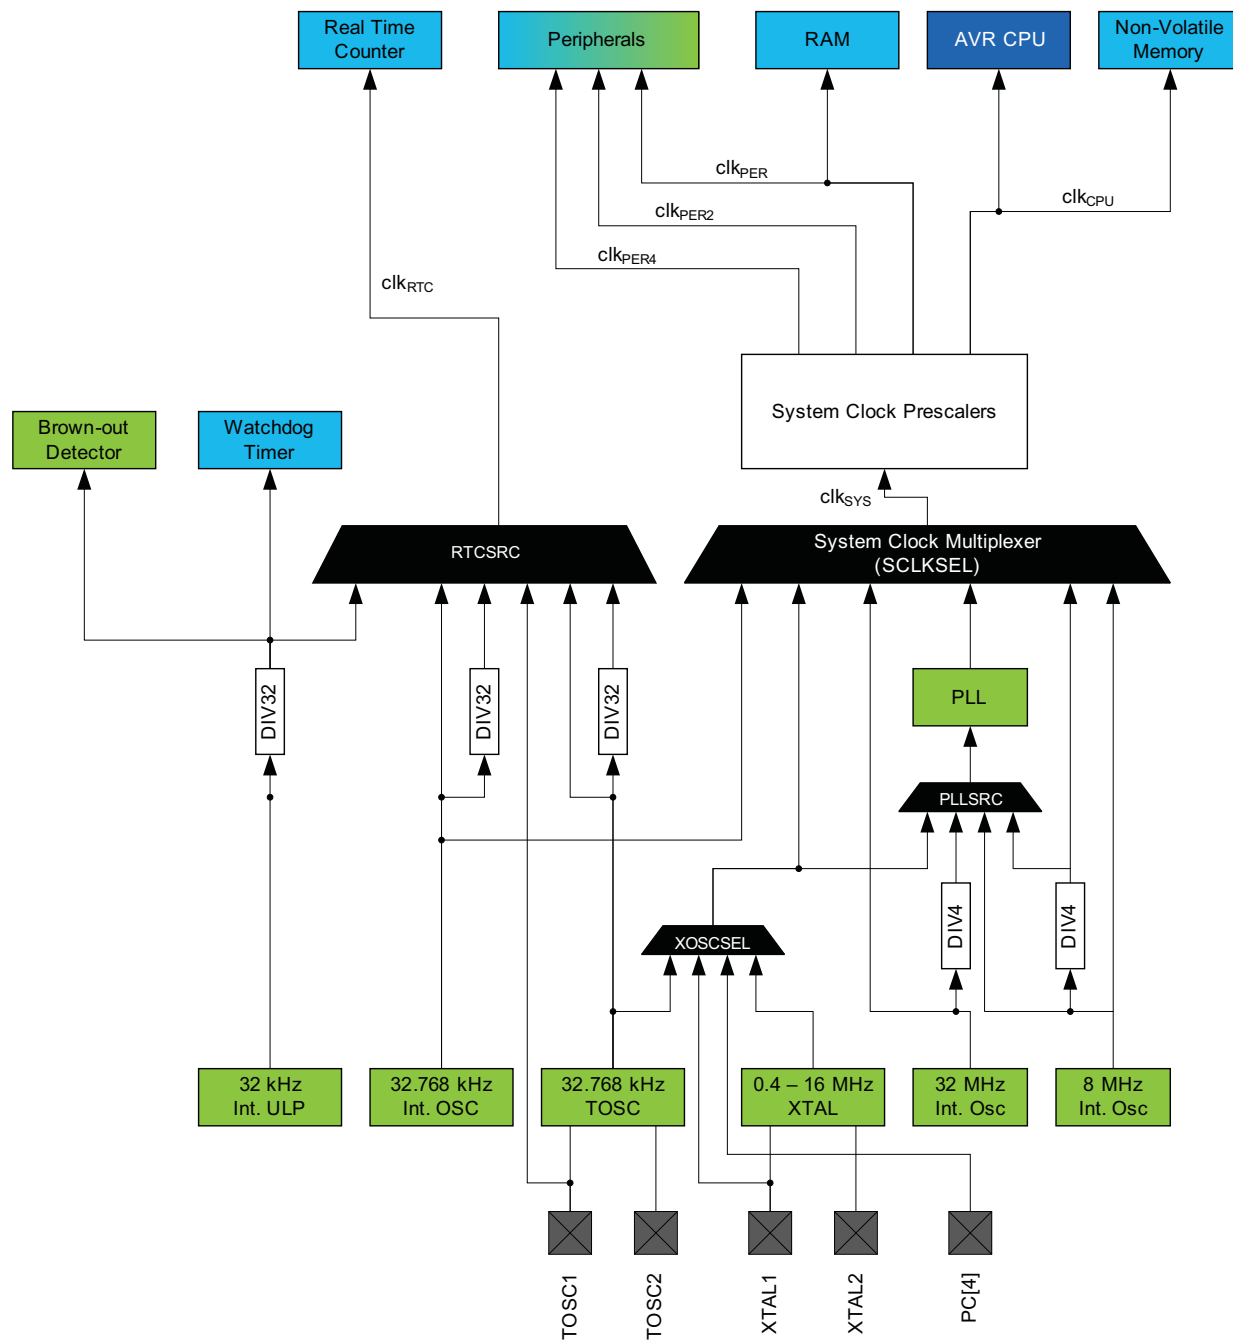 Real Time
Counter
Peripherals
RAM
AVR CPU
Non-Volatile
Memory
clkPER
clkPER2
clkCPU
clkPER4
clkRTC
System Clock Prescalers
Brown-out
Detector
Watchdog
Timer
clkSYS
RTCSRC
System Clock Multiplexer
(SCLKSEL)
DIV32
DIV32
DIV32
PLL
PLLSRC
DIV4
DIV4
XOSCSEL
32 kHz
Int. ULP
32.768 kHz
Int. OSC
32.768 kHz
TOSC
0.4 – 16 MHz
XTAL
32 MHz
Int. Osc
8 MHz
Int. Osc
TOSC1
TOSC2
XTAL1
XTAL2
PC[4]